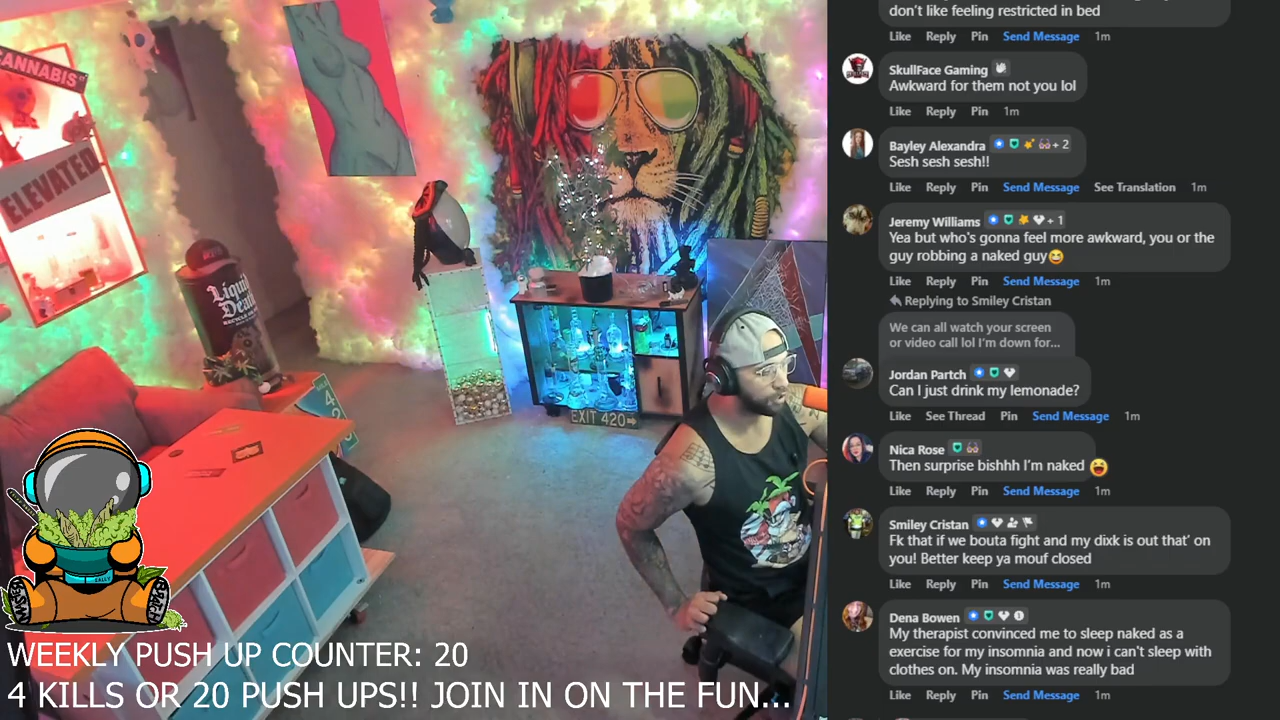 CANNABIS
ELEVATED
Liquid
Death
EXIT 420
420
WEEKLY PUSH UP COUNTER: 20
4 KILLS OR 20 PUSH UPS!! JOIN IN ON THE FUN...
don't like feeling restricted in bed
Like Reply Pin Send Message 1m
SkullFace Gaming
Awkward for them not you lol
Like Reply Pin 1m
Bayley Alexandra + 2
Sesh sesh sesh!!
Like Reply Pin Send Message See Translation 1m
Jeremy Williams + 1
Yea but who's gonna feel more awkward, you or the
guy robbing a naked guy😂
Like Reply Pin Send Message 1m
Replying to Smiley Cristan
We can all watch your screen
or video call lol I'm down for...
Jordan Partch
Can I just drink my lemonade?
Like See Thread Pin Send Message 1m
Nica Rose
Then surprise bishhh I'm naked 😆
Like Reply Pin Send Message 1m
Smiley Cristan
Fk that if we bouta fight and my dixk is out that' on
you! Better keep ya mouf closed
Like Reply Pin Send Message 1m
Dena Bowen
My therapist convinced me to sleep naked as a
exercise for my insomnia and now i can't sleep with
clothes on. My insomnia was really bad
Like Reply Pin Send Message 1m